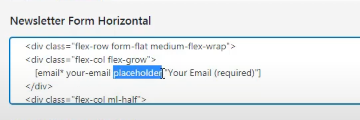 Newsletter Form Horizontal
<div class="flex-row form-flat medium-flex-wrap">
<div class="flex-col flex-grow">
[email* your-email placeholder "Your Email (required)"]
</div>
<div class="flex-col ml-half">